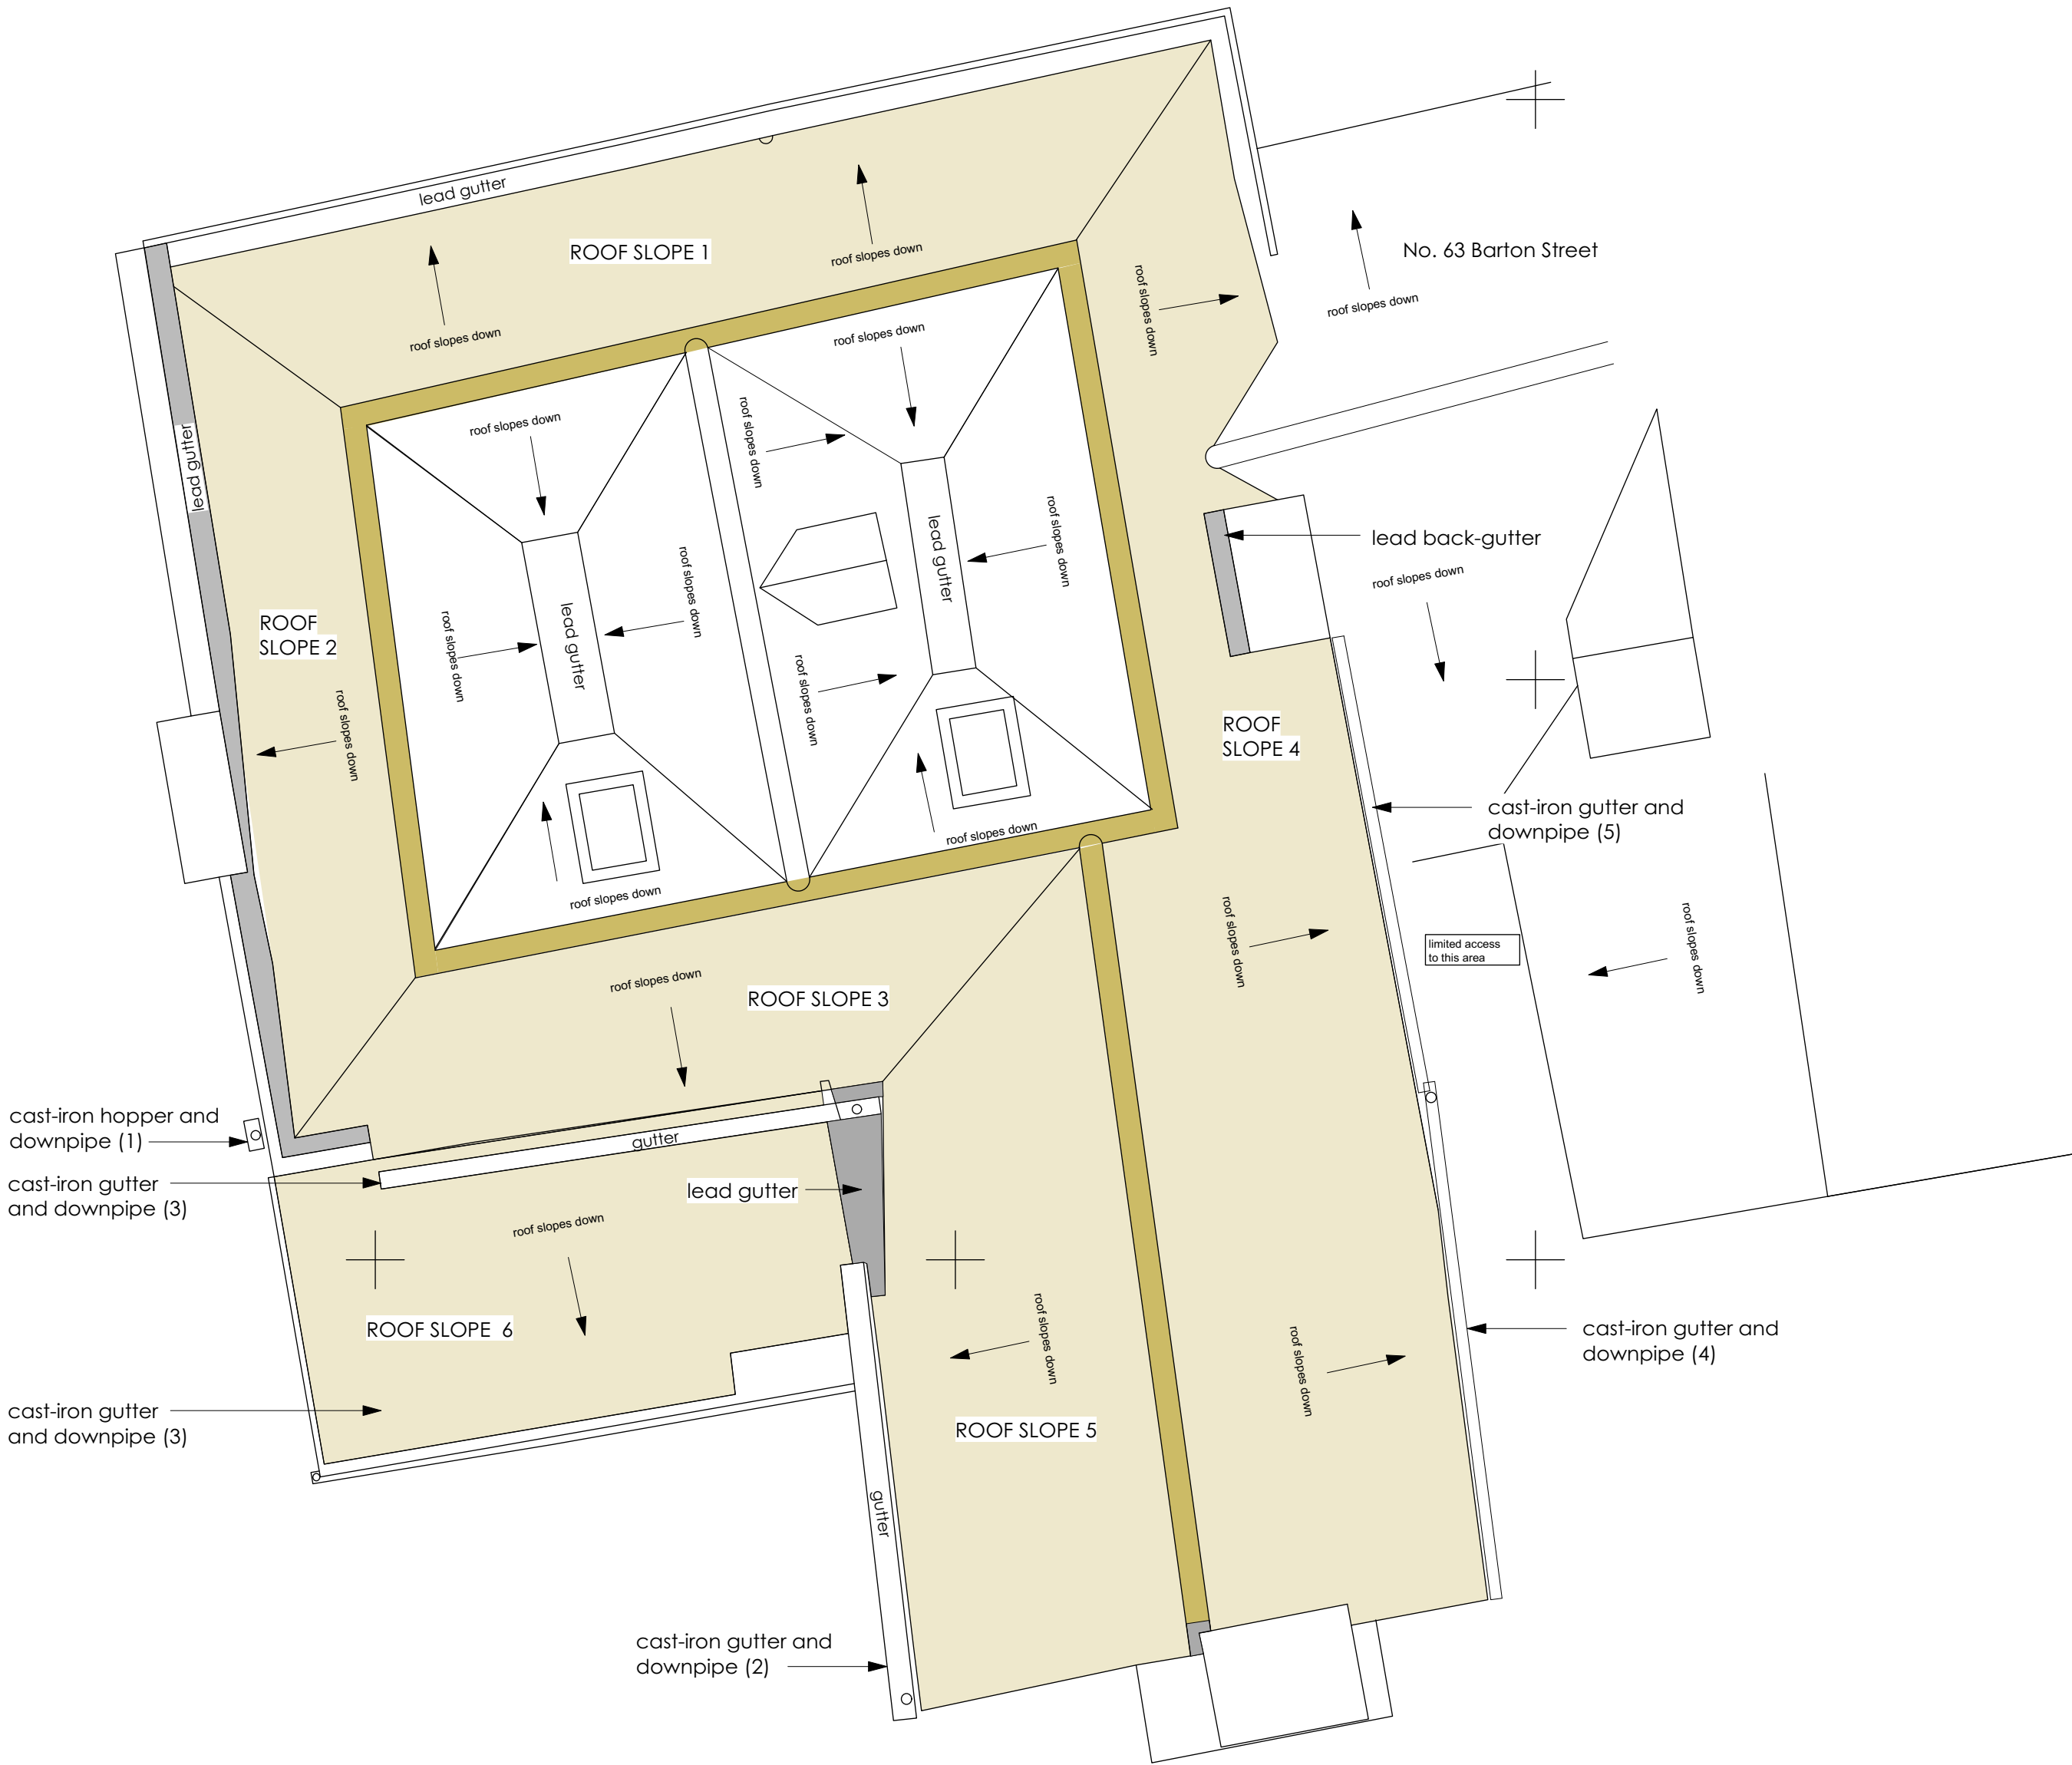 lead gutter
ROOF SLOPE 1
roof slopes down
No. 63 Barton Street
roof slopes down
roof slopes down
roof slopes down
roof slopes down
roof slopes down
roof slopes down
lead gutter
lead back-gutter
roof slopes down
roof slopes down
lead gutter
roof slopes down
ROOF
SLOPE 2
roof slopes down
lead gutter
roof slopes down
roof slopes down
roof slopes down
ROOF
SLOPE 4
cast-iron gutter and
downpipe (5)
roof slopes down
roof slopes down
roof slopes down
limited access
to this area
roof slopes down
roof slopes down
ROOF SLOPE 3
cast-iron hopper and
downpipe (1)
gutter
cast-iron gutter
and downpipe (3)
lead gutter
roof slopes down
ROOF SLOPE 6
roof slopes down
roof slopes down
cast-iron gutter and
downpipe (4)
cast-iron gutter
and downpipe (3)
ROOF SLOPE 5
gutter
cast-iron gutter and
downpipe (2)